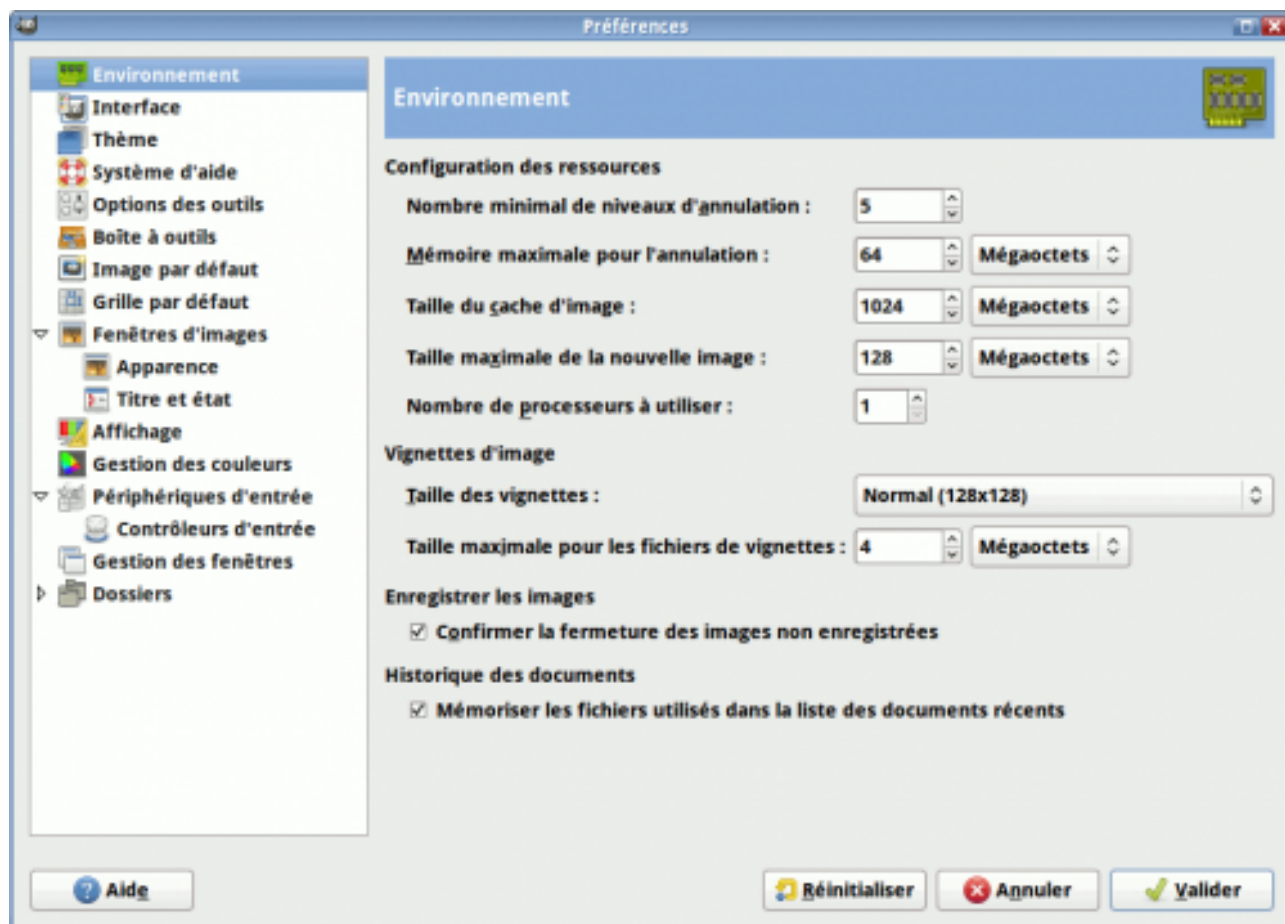 Préférences
Environnement
Interface
Thème
Système d'aide
Options des outils
Boîte à outils
Image par défaut
Grille par défaut
Fenêtres d'images
Apparence
Titre et état
Affichage
Gestion des couleurs
Périphériques d'entrée
Contrôleurs d'entrée
Gestion des fenêtres
Dossiers
Environnement
Configuration des ressources
Nombre minimal de niveaux d'annulation : 5
Mémoire maximale pour l'annulation : 64 Mégaoctets
Taille du cache d'image : 1024 Mégaoctets
Taille maximale de la nouvelle image : 128 Mégaoctets
Nombre de processeurs à utiliser : 1
Vignettes d'image
Taille des vignettes : Normal (128x128)
Taille maximale pour les fichiers de vignettes : 4 Mégaoctets
Enregistrer les images
Confirmer la fermeture des images non enregistrées
Historique des documents
Mémoriser les fichiers utilisés dans la liste des documents récents
Aide Réinitialiser Annuler Valider